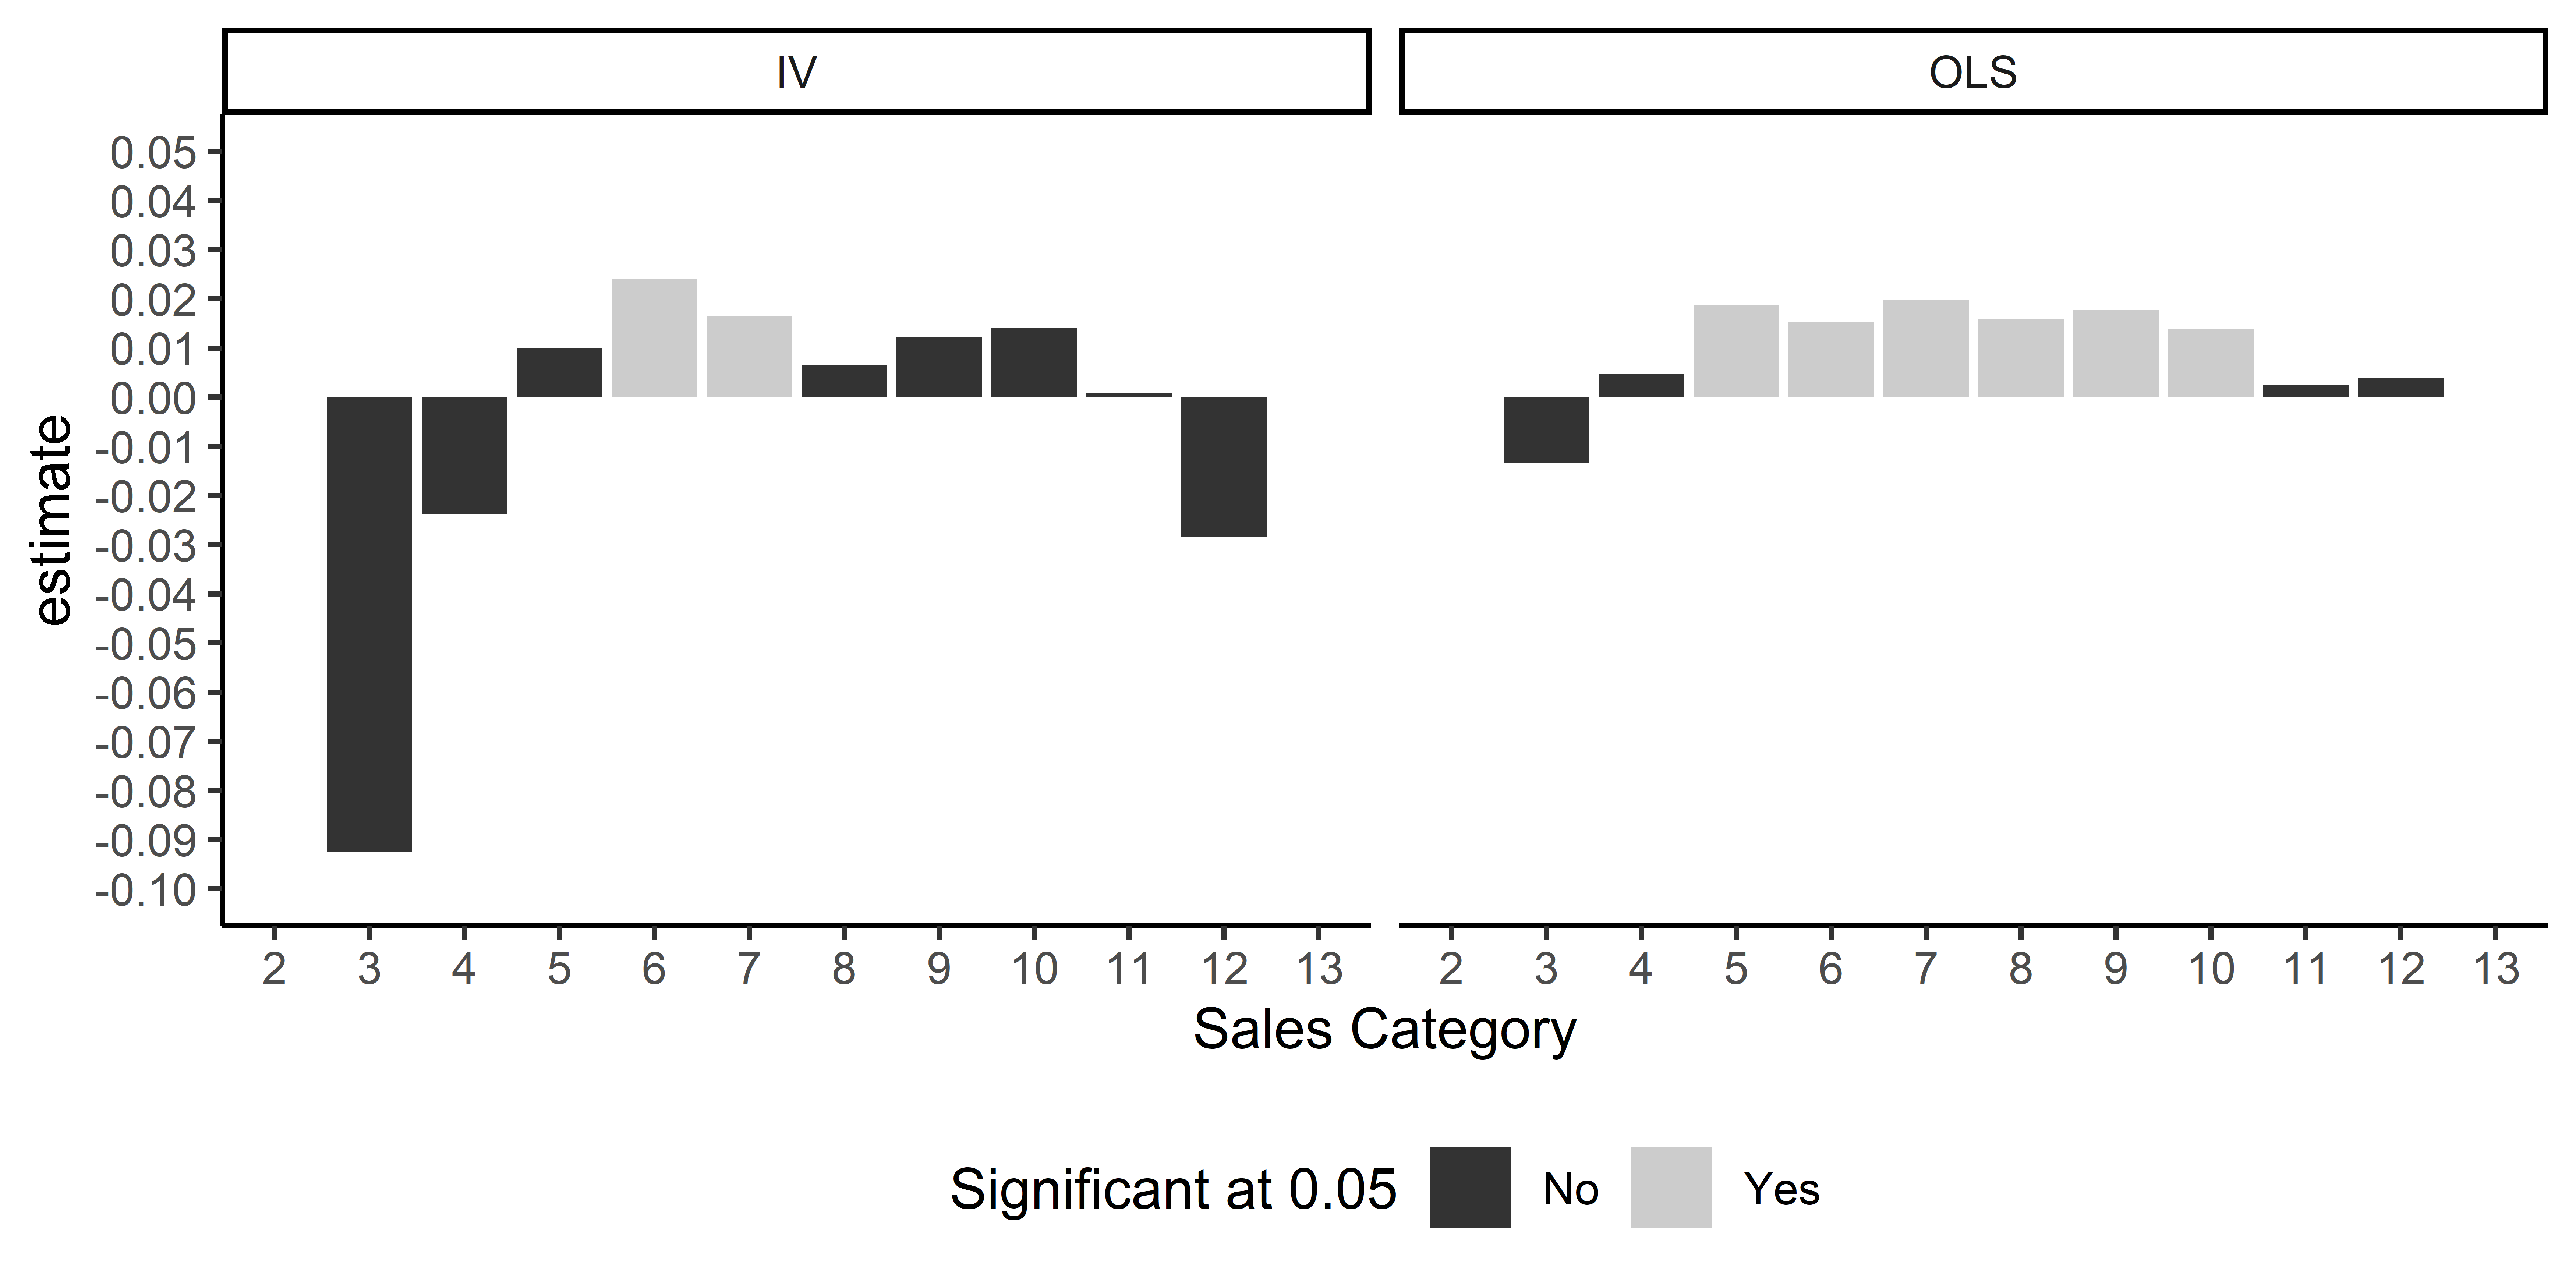 IV
OLS
0.05
0.04
0.03
0.02
0.01
0.00
-0.01
-0.02
-0.03
-0.04
-0.05
-0.06
-0.07
-0.08
-0.09
-0.10
estimate
2 3 4 5 6 7 8 9 10 11 12 13
2 3 4 5 6 7 8 9 10 11 12 13
Sales Category
Significant at 0.05 No Yes